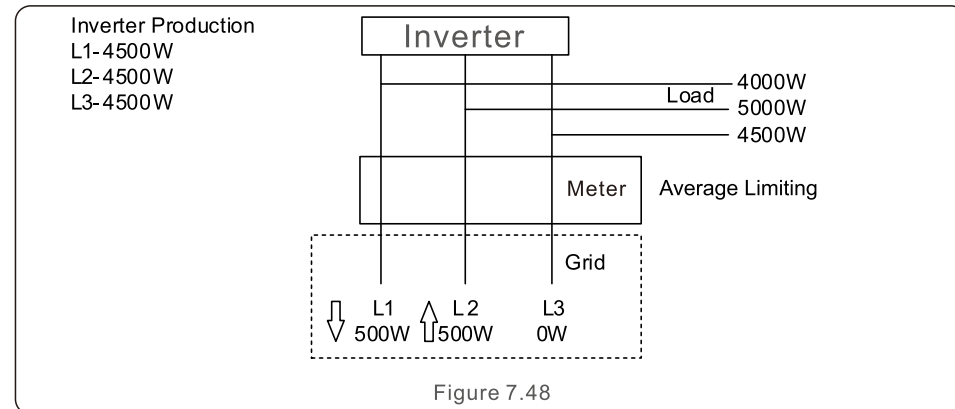 Inverter Production
L1-4500W
L2-4500W
L3-4500W
Inverter
4000W
Load
5000W
4500W
Meter
Average Limiting
Grid
L1 L2 L3
500W 500W 0W
Figure 7.48